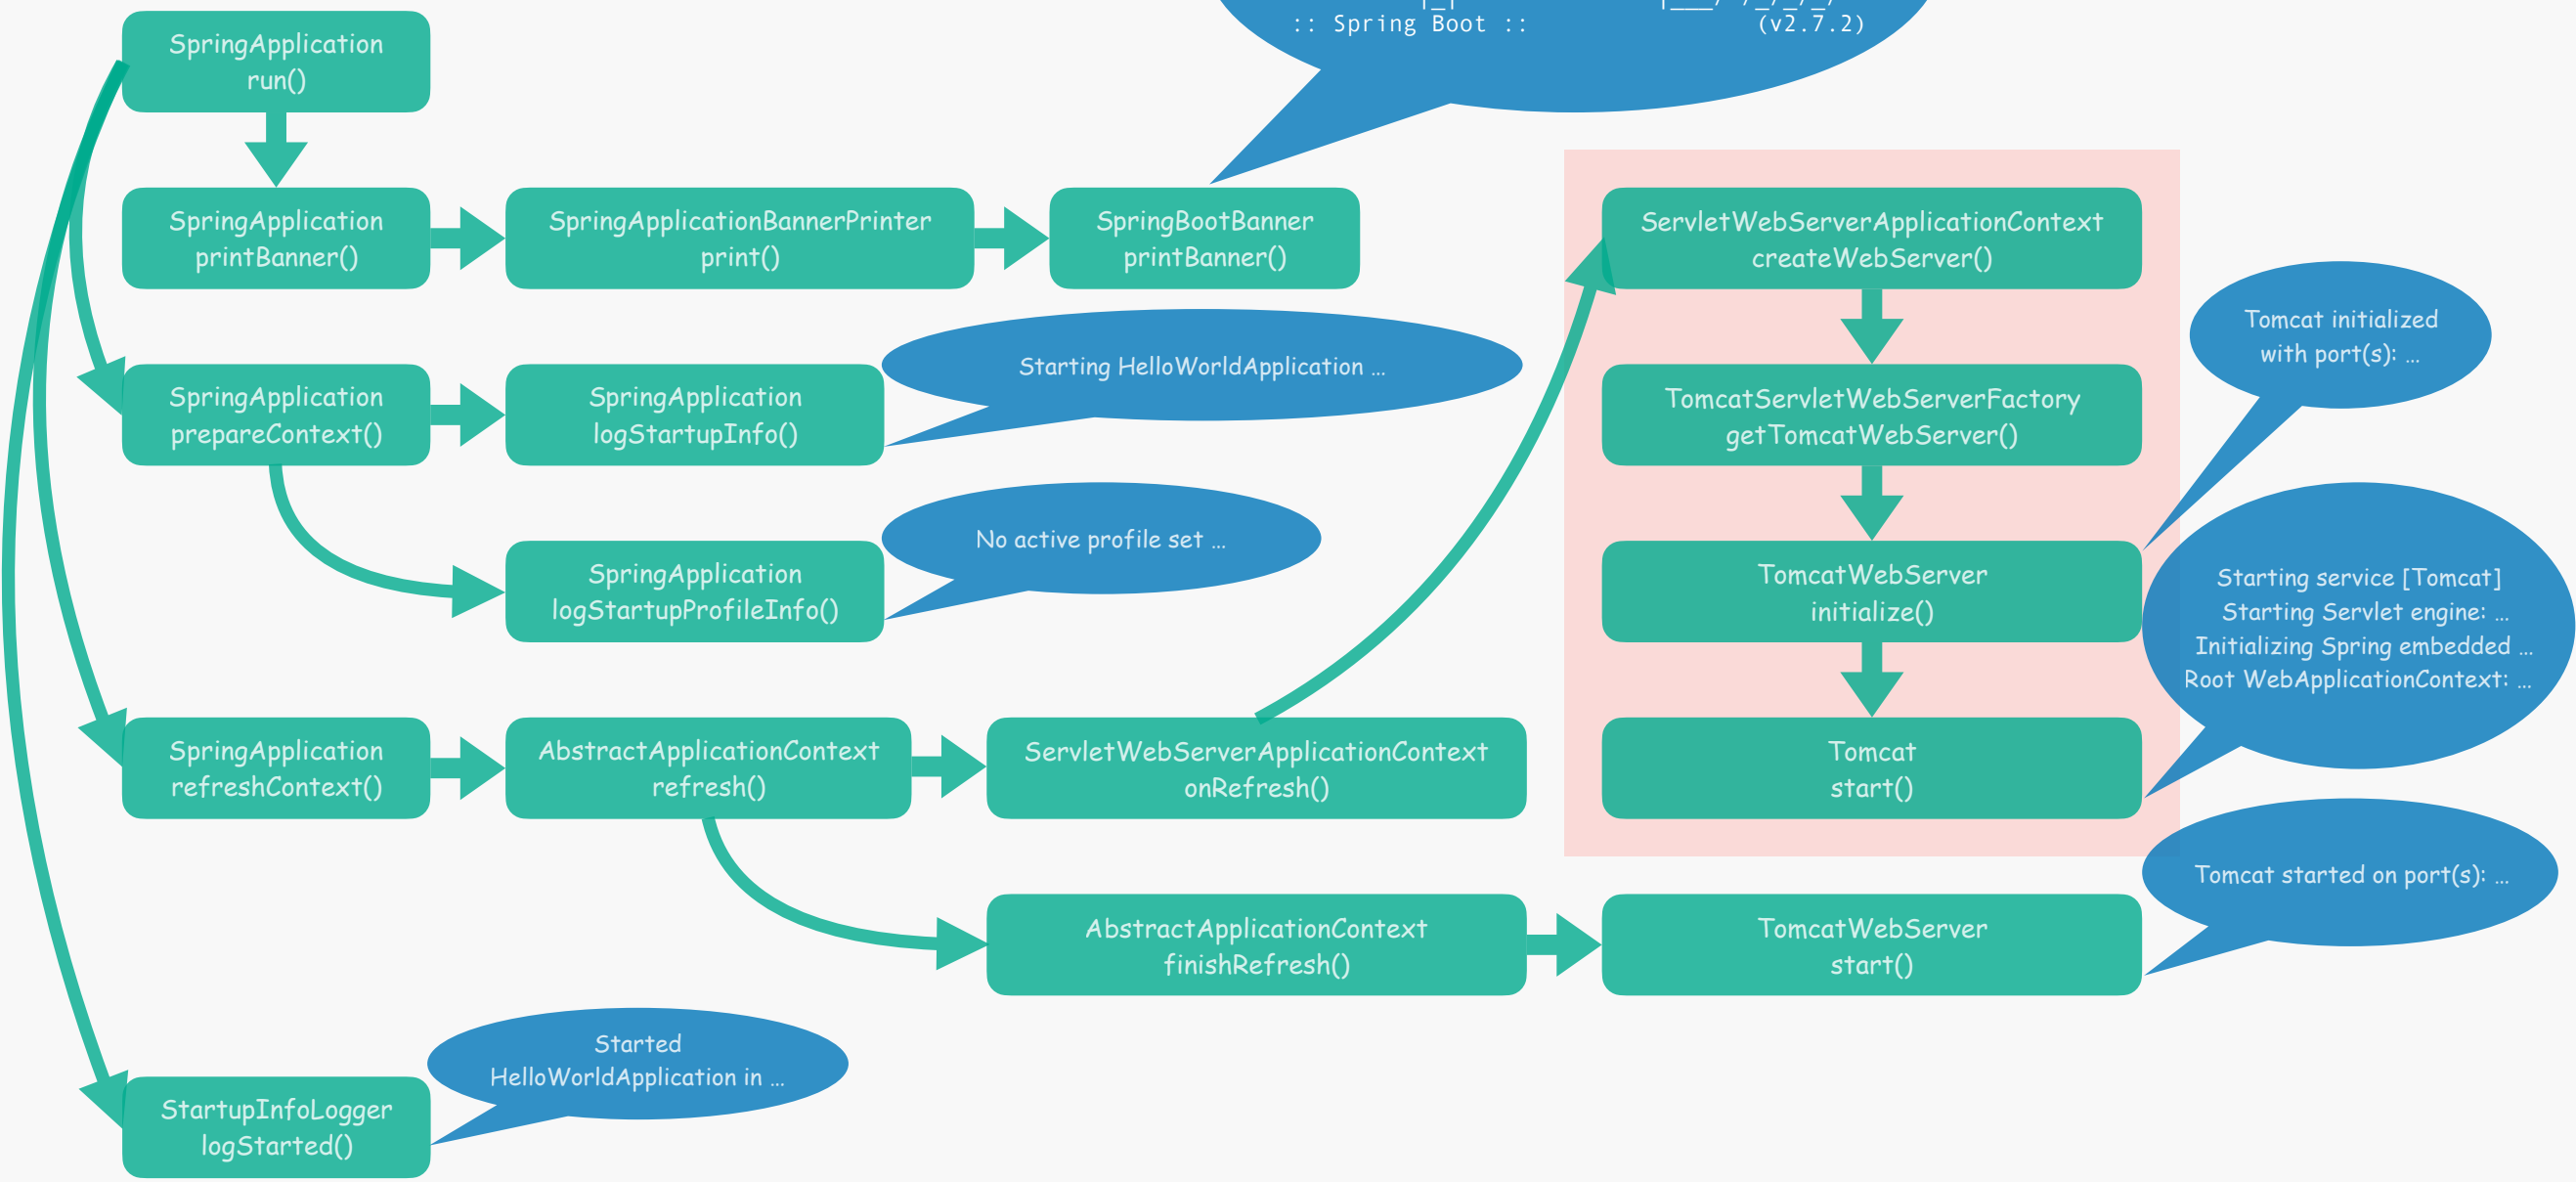 SpringApplication
run()
:: Spring Boot :: (v2.7.2)
SpringApplication
printBanner()
SpringApplicationBannerPrinter
print()
SpringBootBanner
printBanner()
ServletWebServerApplicationContext
createWebServer()
Tomcat initialized
with port(s): ...
SpringApplication
prepareContext()
SpringApplication
logStartupInfo()
Starting HelloWorldApplication ...
TomcatServletWebServerFactory
getTomcatWebServer()
SpringApplication
logStartupProfileInfo()
No active profile set ...
TomcatWebServer
initialize()
Starting service [Tomcat]
Starting Servlet engine: ...
Initializing Spring embedded ...
Root WebApplicationContext: ...
SpringApplication
refreshContext()
AbstractApplicationContext
refresh()
ServletWebServerApplicationContext
onRefresh()
Tomcat
start()
Tomcat started on port(s): ...
AbstractApplicationContext
finishRefresh()
TomcatWebServer
start()
Started
HelloWorldApplication in ...
StartupInfoLogger
logStarted()